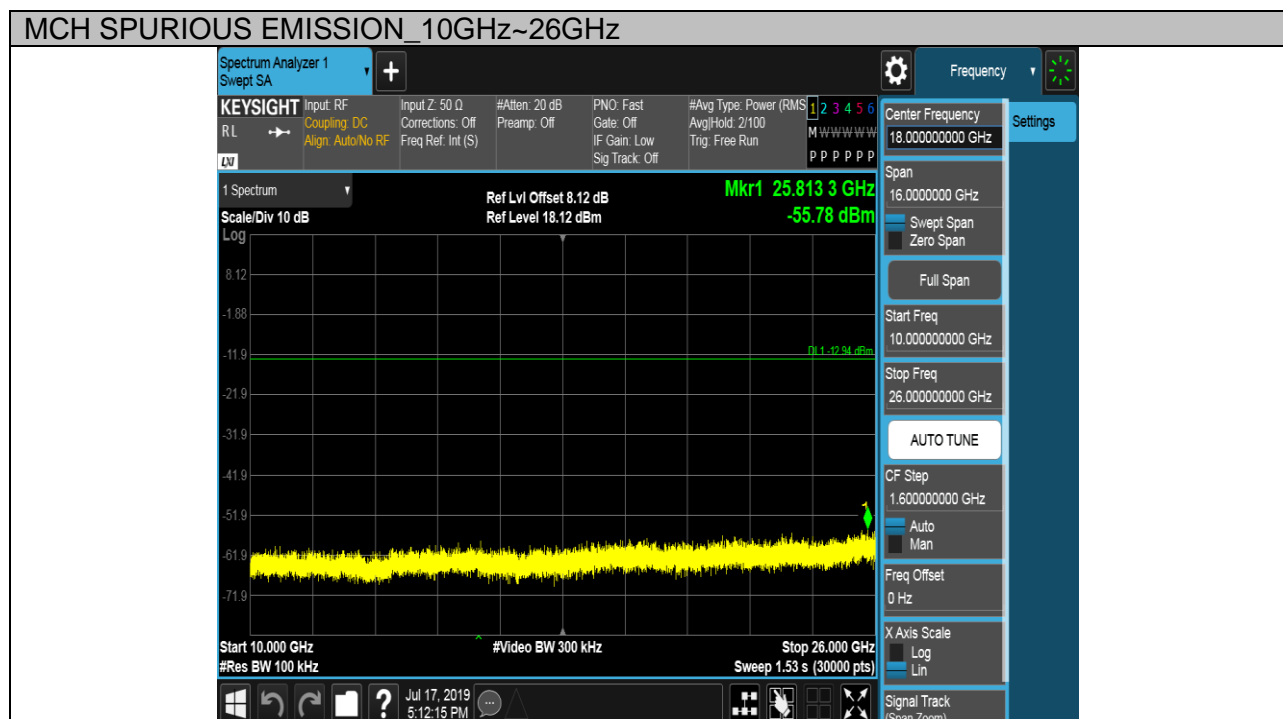 MCH SPURIOUS EMISSION_10GHz~26GHz
Spectrum Analyzer 1
Swept SA
+
Frequency
KEYSIGHT
RL
LXI
Input: RF
Coupling: DC
Align: Auto/No RF
Input Z: 50 Ω
Corrections: Off
Freq Ref: Int (S)
#Atten: 20 dB
Preamp: Off
PNO: Fast
Gate: Off
IF Gain: Low
Sig Track: Off
#Avg Type: Power (RMS
Avg|Hold: 2/100
Trig: Free Run
1 2 3 4 5 6
M W W W W W
P P P P P P
1 Spectrum
Scale/Div 10 dB
Ref Lvl Offset 8.12 dB
Ref Level 18.12 dBm
Mkr1 25.813 3 GHz
-55.78 dBm
Log
8.12
-1.88
-11.9
DL1 -12.94 dBm
-21.9
-31.9
-41.9
-51.9
1
-61.9
-71.9
Start 10.000 GHz
#Res BW 100 kHz
#Video BW 300 kHz
Stop 26.000 GHz
Sweep 1.53 s (30000 pts)
?
Jul 17, 2019
5:12:15 PM
Center Frequency
18.000000000 GHz
Settings
Span
16.0000000 GHz
Swept Span
Zero Span
Full Span
Start Freq
10.000000000 GHz
Stop Freq
26.000000000 GHz
AUTO TUNE
CF Step
1.600000000 GHz
Auto
Man
Freq Offset
0 Hz
X Axis Scale
Log
Lin
Signal Track
(Span Zoom)